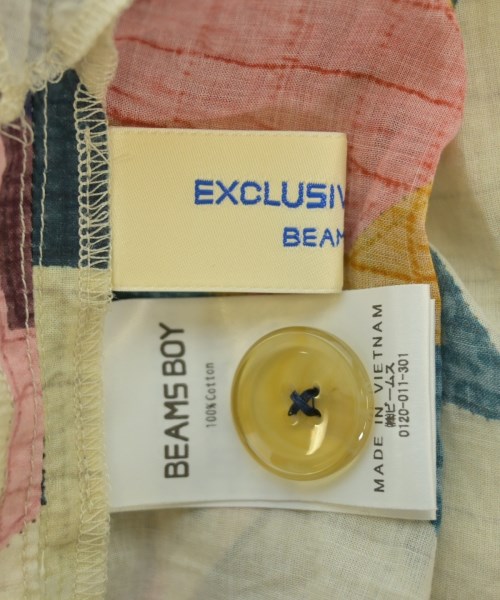 EXCLUSIV
BEAM
BEAMS BOY
100% Cotton
MADE IN VIETNAM
㈱ビームス
0120-011-301